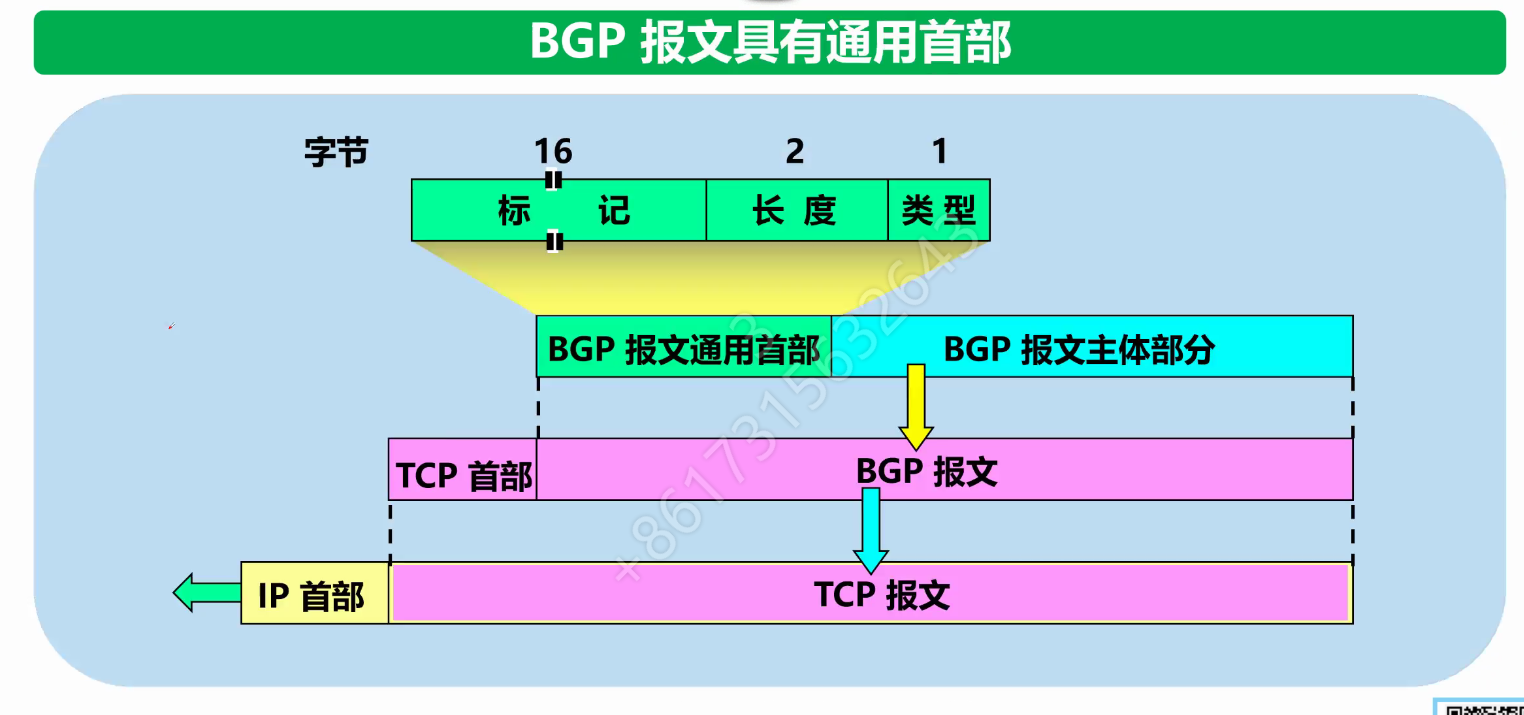 BGP 报文具有通用首部
字节 16 2 1
标 记 长 度 类 型
BGP 报文通用首部 BGP 报文主体部分
TCP 首部 BGP 报文
IP 首部 TCP 报文
+8617315632643
3